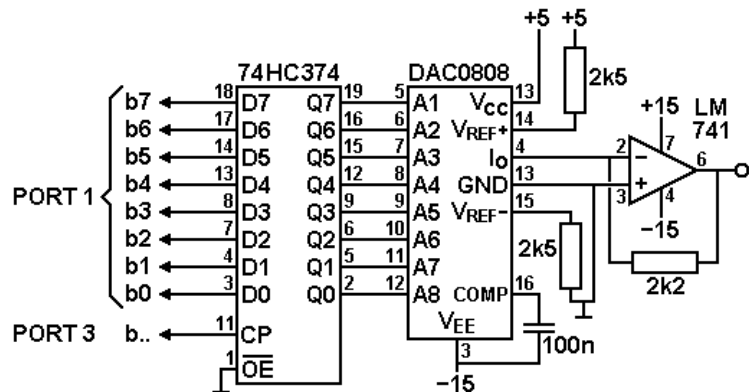 +5 +5
74HC374 DAC0808
2k5
LM
741
+15
PORT 1
b7 18 D7 Q7 19 5 A1 VCC 13
b6 17 D6 Q6 16 6 A2 VREF+ 14
b5 14 D5 Q5 15 7 A3 IO 4
b4 13 D4 Q4 12 8 A4 GND 13
b3 8 D3 Q3 9 9 A5 VREF− 15
b2 7 D2 Q2 6 10 A6
b1 4 D1 Q1 5 11 A7
b0 3 D0 Q0 2 12 A8 COMP 16
2 − 7 6
3 + 4
−15
2k5
2k2
PORT 3 b.. 11 CP
1 OE
VEE
3
−15
100n